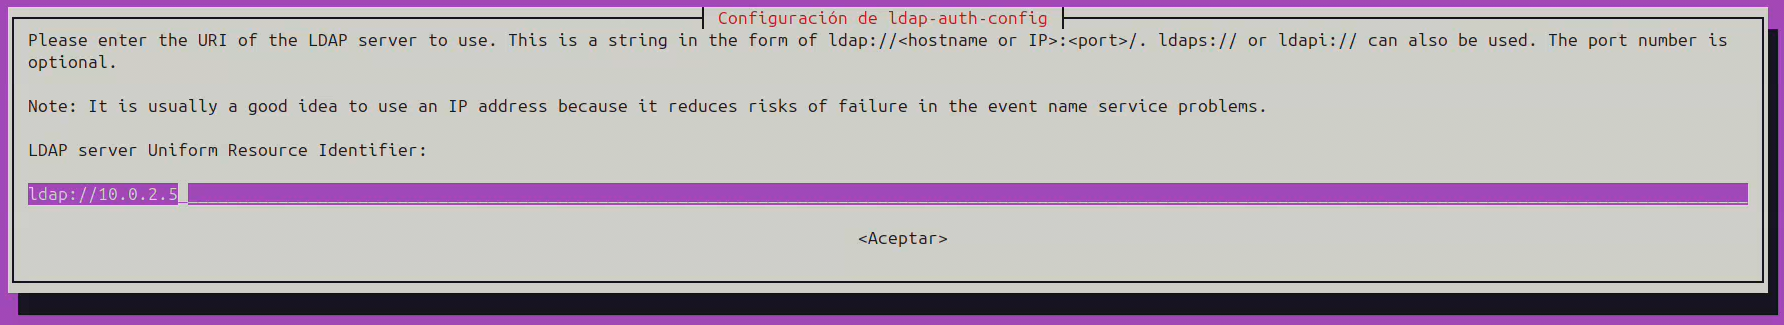 Configuración de ldap-auth-config
Please enter the URI of the LDAP server to use. This is a string in the form of ldap://<hostname or IP>:<port>/. ldaps:// or ldapi:// can also be used. The port number is
optional.
Note: It is usually a good idea to use an IP address because it reduces risks of failure in the event name service problems.
LDAP server Uniform Resource Identifier:
ldap://10.0.2.5
<Aceptar>